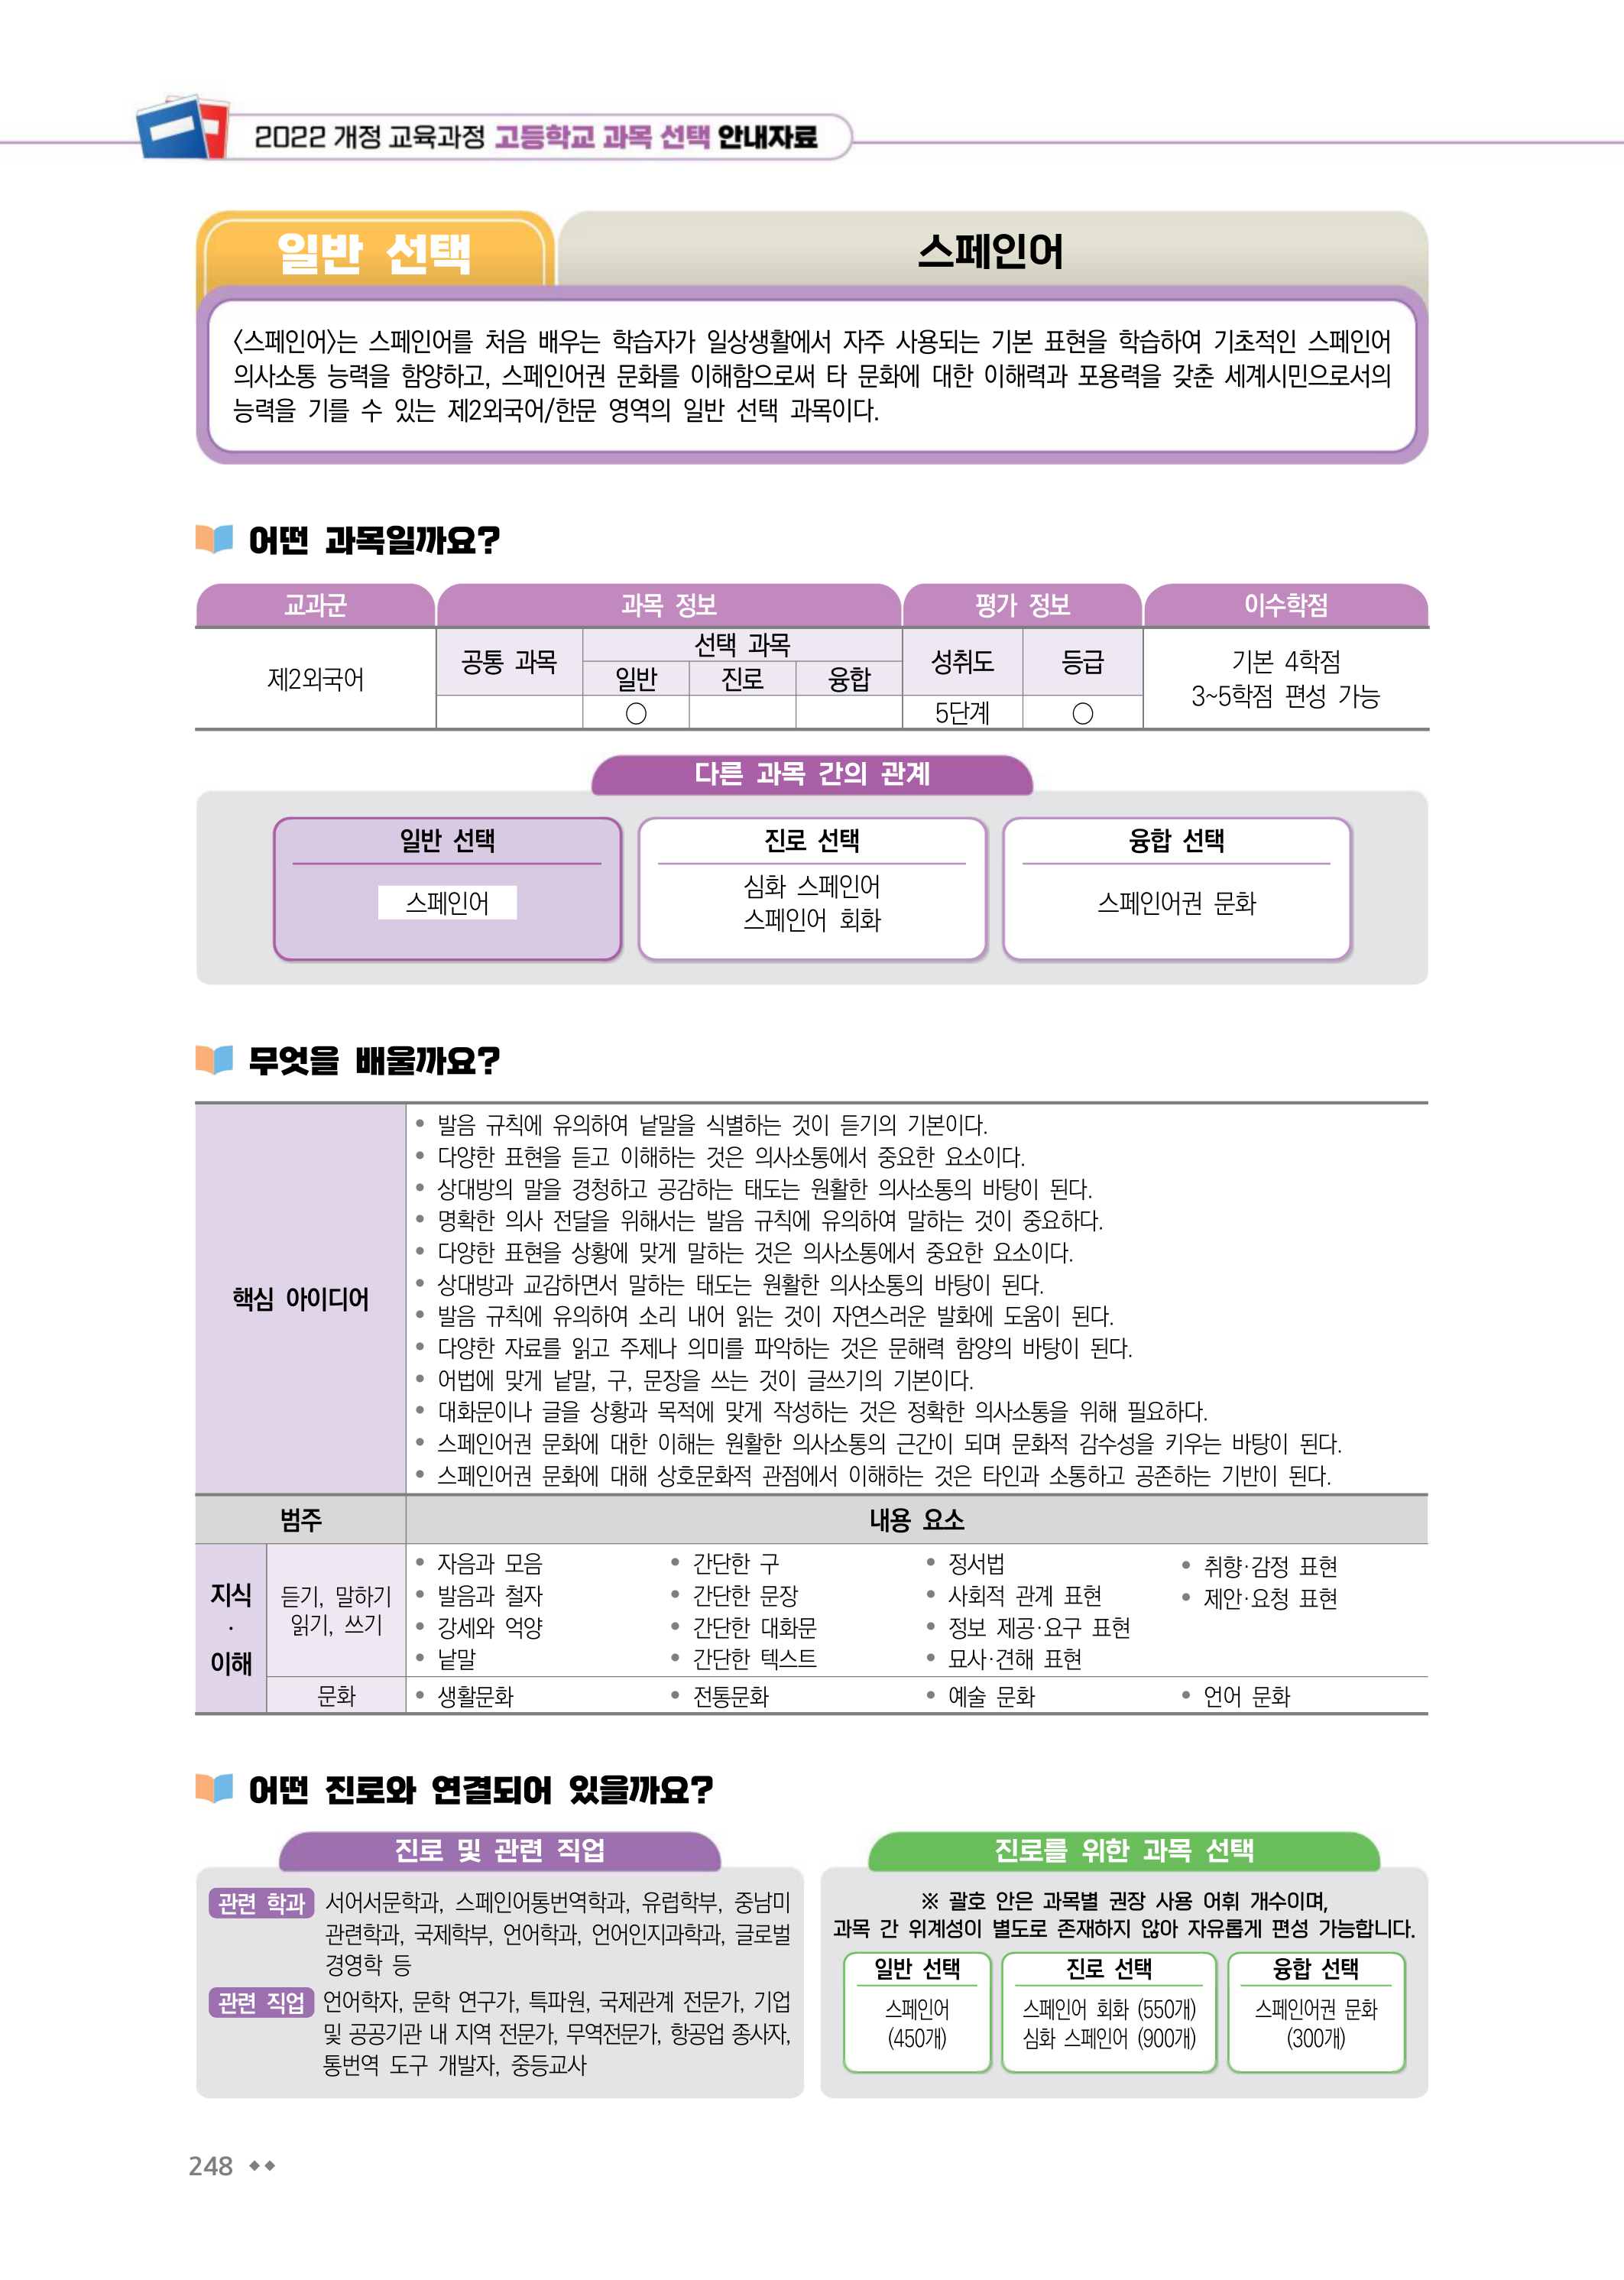 2022 개정 교육과정 고등학교 과목 선택 안내자료
일반 선택
스페인어
〈스페인어〉는 스페인어를 처음 배우는 학습자가 일상생활에서 자주 사용되는 기본 표현을 학습하여 기초적인 스페인어
의사소통 능력을 함양하고, 스페인어권 문화를 이해함으로써 타 문화에 대한 이해력과 포용력을 갖춘 세계시민으로서의
능력을 기를 수 있는 제2외국어/한문 영역의 일반 선택 과목이다.
어떤 과목일까요?
교과군 과목 정보 평가 정보 이수학점
제2외국어
공통 과목
선택 과목
일반 진로 융합
성취도 등급
○ 5단계 ○
기본 4학점
3~5학점 편성 가능
다른 과목 간의 관계
일반 선택
스페인어
진로 선택
심화 스페인어
스페인어 회화
융합 선택
스페인어권 문화
무엇을 배울까요?
핵심 아이디어
• 발음 규칙에 유의하여 낱말을 식별하는 것이 듣기의 기본이다.
• 다양한 표현을 듣고 이해하는 것은 의사소통에서 중요한 요소이다.
• 상대방의 말을 경청하고 공감하는 태도는 원활한 의사소통의 바탕이 된다.
• 명확한 의사 전달을 위해서는 발음 규칙에 유의하여 말하는 것이 중요하다.
• 다양한 표현을 상황에 맞게 말하는 것은 의사소통에서 중요한 요소이다.
• 상대방과 교감하면서 말하는 태도는 원활한 의사소통의 바탕이 된다.
• 발음 규칙에 유의하여 소리 내어 읽는 것이 자연스러운 발화에 도움이 된다.
• 다양한 자료를 읽고 주제나 의미를 파악하는 것은 문해력 함양의 바탕이 된다.
• 어법에 맞게 낱말, 구, 문장을 쓰는 것이 글쓰기의 기본이다.
• 대화문이나 글을 상황과 목적에 맞게 작성하는 것은 정확한 의사소통을 위해 필요하다.
• 스페인어권 문화에 대한 이해는 원활한 의사소통의 근간이 되며 문화적 감수성을 키우는 바탕이 된다.
• 스페인어권 문화에 대해 상호문화적 관점에서 이해하는 것은 타인과 소통하고 공존하는 기반이 된다.
범주 내용 요소
지식
·
이해
듣기, 말하기
읽기, 쓰기
• 자음과 모음
• 발음과 철자
• 강세와 억양
• 낱말
• 간단한 구
• 간단한 문장
• 간단한 대화문
• 간단한 텍스트
• 정서법
• 사회적 관계 표현
• 정보 제공·요구 표현
• 묘사·견해 표현
• 취향·감정 표현
• 제안·요청 표현
문화 • 생활문화 • 전통문화 • 예술 문화 • 언어 문화
어떤 진로와 연결되어 있을까요?
진로 및 관련 직업
관련 학과 서어서문학과, 스페인어통번역학과, 유럽학부, 중남미
관련학과, 국제학부, 언어학과, 언어인지과학과, 글로벌
경영학 등
관련 직업 언어학자, 문학 연구가, 특파원, 국제관계 전문가, 기업
및 공공기관 내 지역 전문가, 무역전문가, 항공업 종사자,
통번역 도구 개발자, 중등교사
진로를 위한 과목 선택
※ 괄호 안은 과목별 권장 사용 어휘 개수이며,
과목 간 위계성이 별도로 존재하지 않아 자유롭게 편성 가능합니다.
일반 선택
스페인어
(450개)
진로 선택
스페인어 회화 (550개)
심화 스페인어 (900개)
융합 선택
스페인어권 문화
(300개)
248